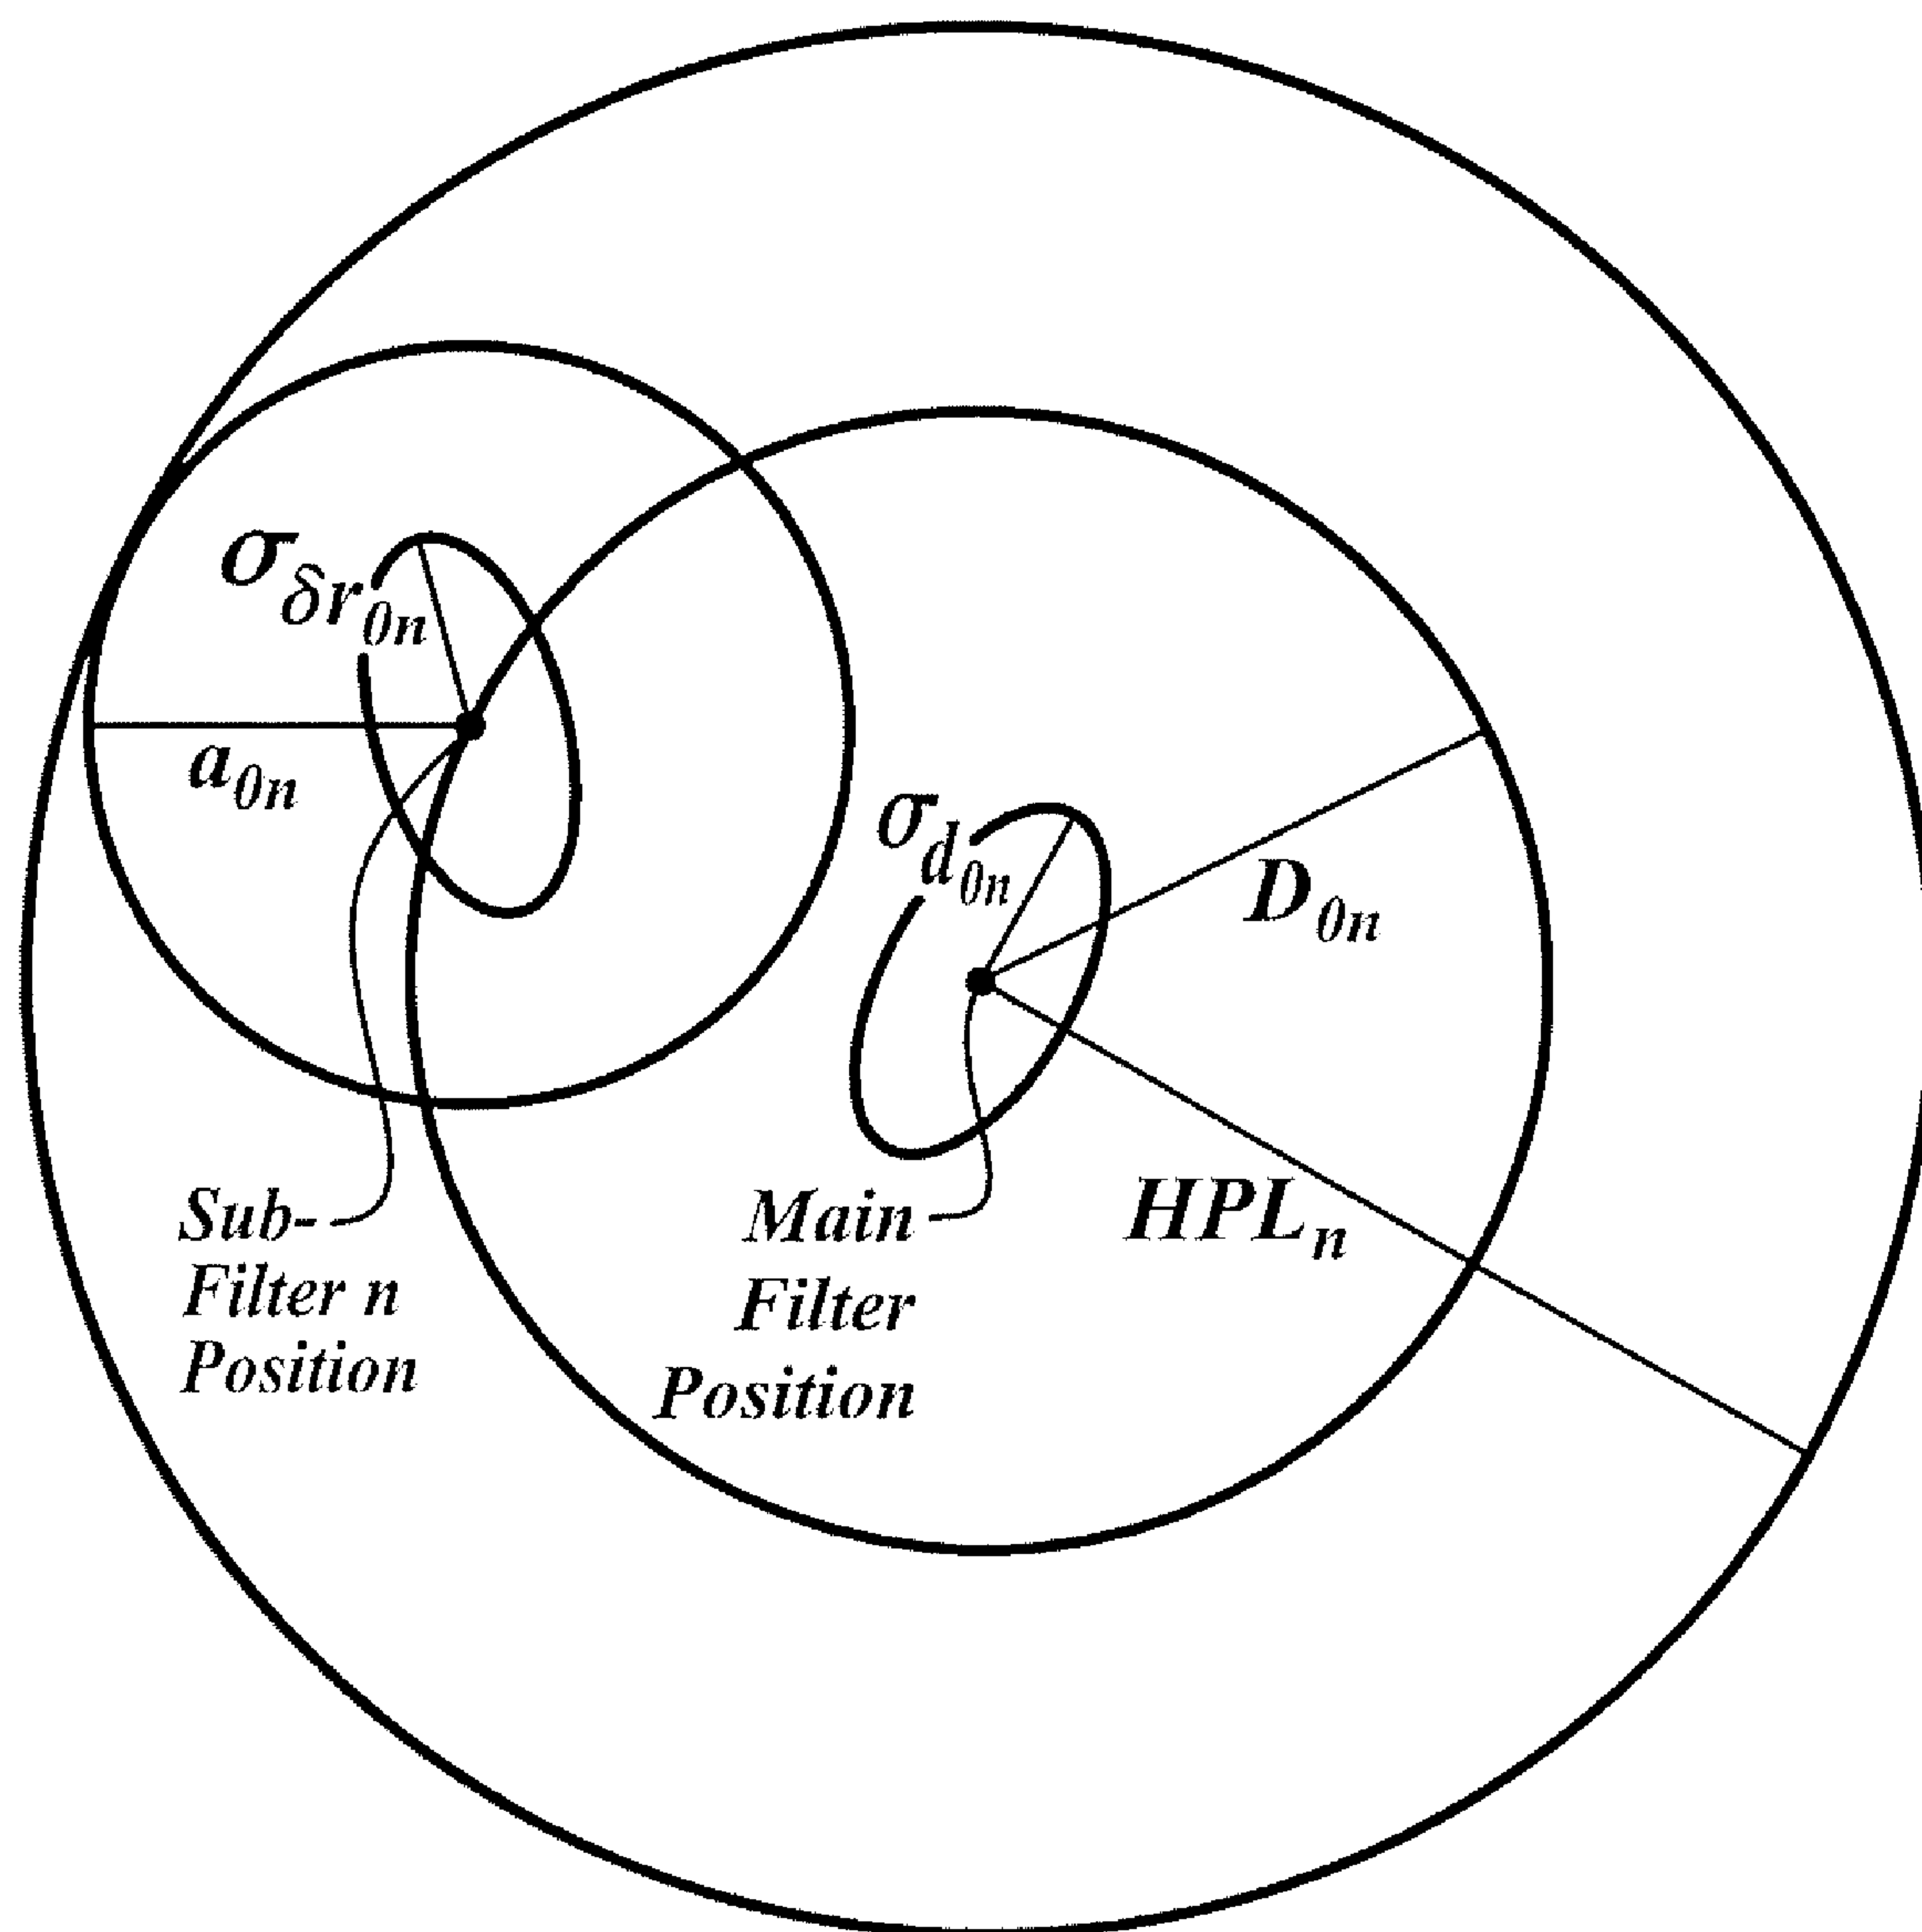 σδr0n
a0n
σd0n
D0n
HPLn
Sub-
Filter n
Position
Main
Filter
Position